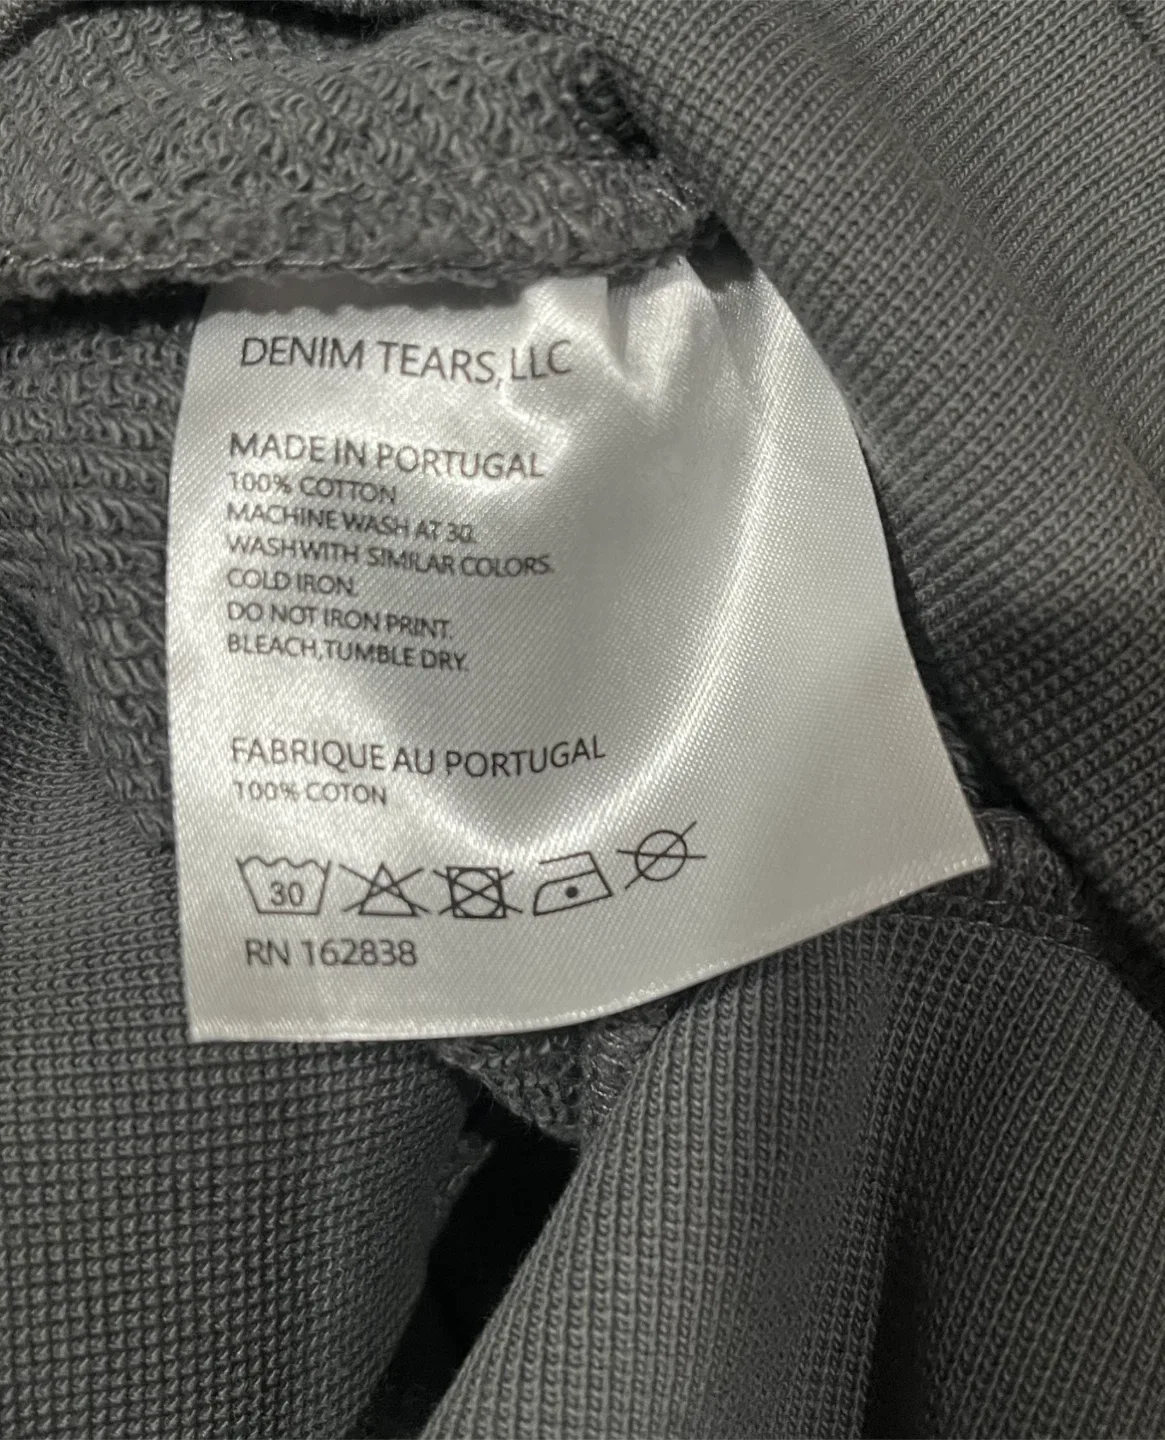 DENIM TEARS, LLC
MADE IN PORTUGAL
100% COTTON
MACHINE WASH AT 30.
WASH WITH SIMILAR COLORS.
COLD IRON.
DO NOT IRON PRINT.
BLEACH,TUMBLE DRY.
FABRIQUE AU PORTUGAL
100% COTON
30
RN 162838